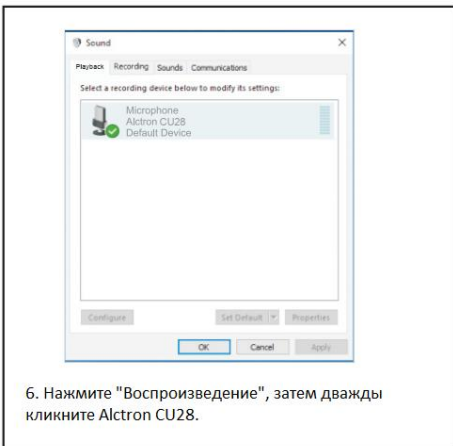 Sound
Playback Recording Sounds Communications
Select a recording device below to modify its settings:
Microphone
Alctron CU28
Default Device
Configure Set Default Properties
OK Cancel Apply
6. Нажмите "Воспроизведение", затем дважды
кликните Alctron CU28.